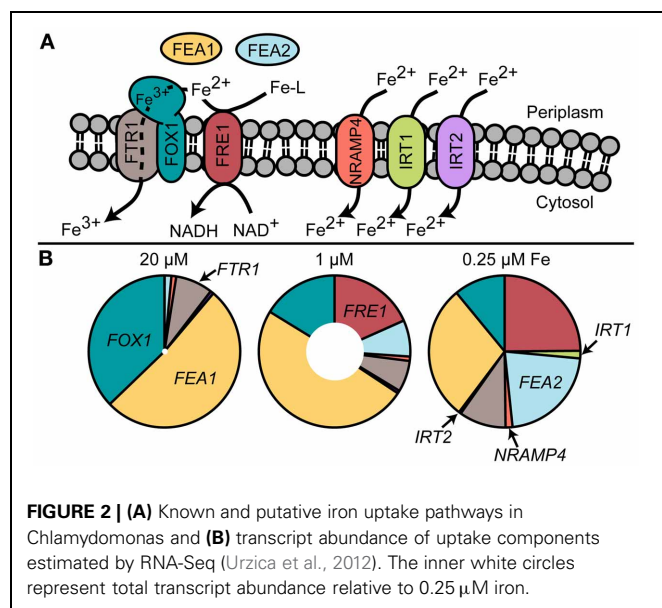 A
FEA1
FEA2
Fe3+
Fe2+
Fe-L
Fe2+
Fe2+
Fe2+
Periplasm
FTR1
FOX1
FRE1
NRAMP4
IRT1
IRT2
Cytosol
Fe3+
NADH
NAD+
Fe2+
Fe2+
Fe2+
B
20 µM
1 µM
0.25 µM Fe
FTR1
FOX1
FEA1
FRE1
IRT1
FEA2
IRT2
NRAMP4
FIGURE 2 | (A) Known and putative iron uptake pathways in
Chlamydomonas and (B) transcript abundance of uptake components
estimated by RNA-Seq (Urzica et al., 2012). The inner white circles
represent total transcript abundance relative to 0.25 µM iron.